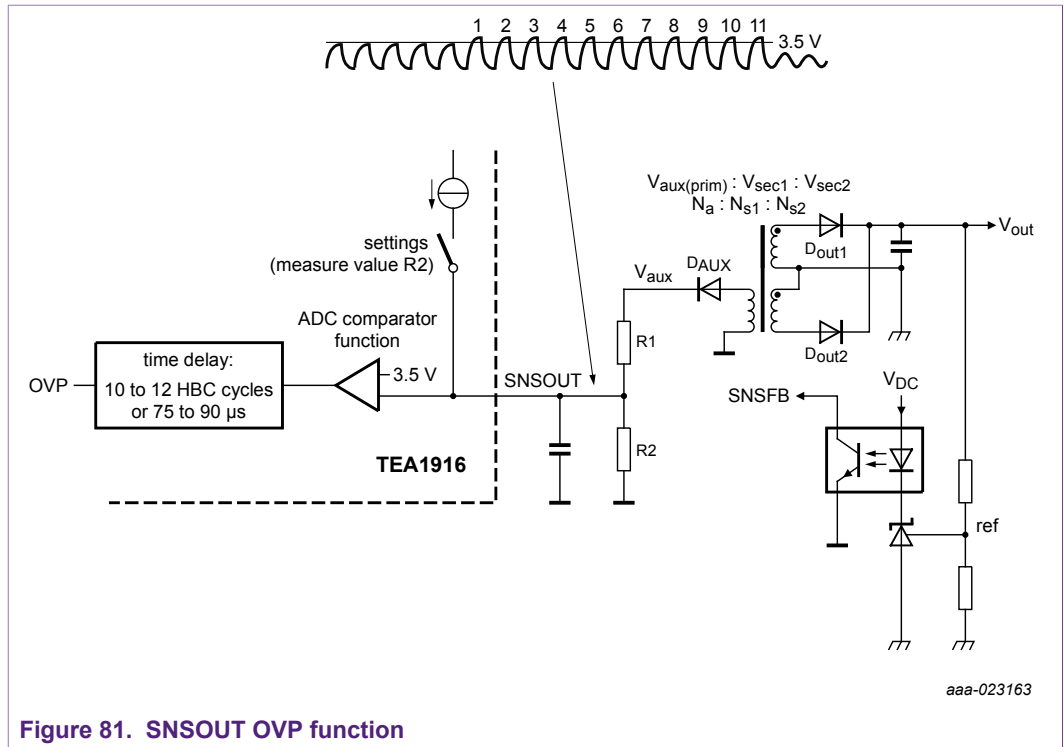 1 2 3 4 5 6 7 8 9 10 11
3.5 V
Vaux(prim) : Vsec1 : Vsec2
Na : Ns1 : Ns2
settings
(measure value R2)
Vaux
DAUX
Dout1
Vout
ADC comparator
function
R1
Dout2
time delay:
10 to 12 HBC cycles
or 75 to 90 µs
OVP
3.5 V
SNSOUT
SNSFB
VDC
R2
TEA1916
ref
aaa-023163
Figure 81. SNSOUT OVP function